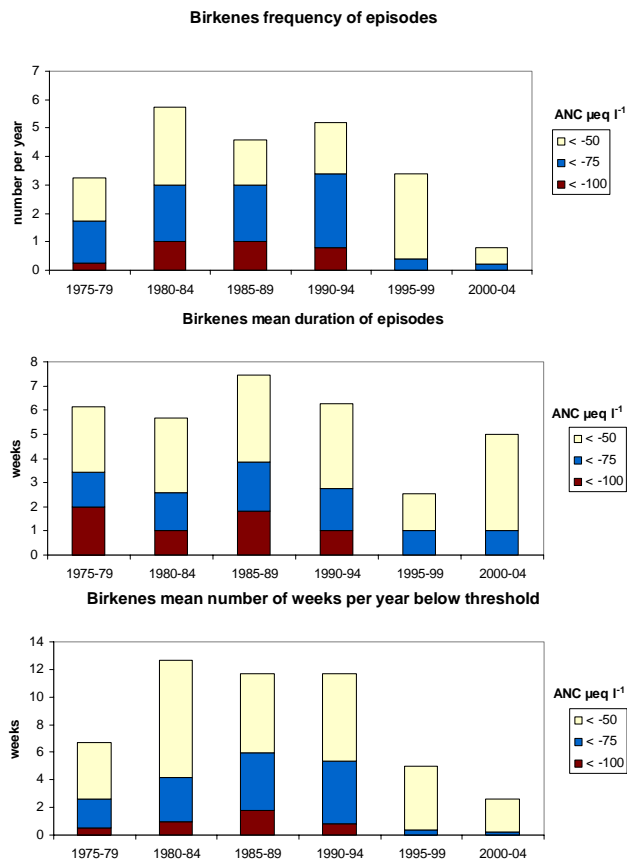 Birkenes frequency of episodes
7
6
5
4
3
2
1
0
number per year
1975-79 1980-84 1985-89 1990-94 1995-99 2000-04
ANC µeq l⁻¹
< -50
< -75
< -100
Birkenes mean duration of episodes
8
7
6
5
4
3
2
1
0
weeks
1975-79 1980-84 1985-89 1990-94 1995-99 2000-04
ANC µeq l⁻¹
< -50
< -75
< -100
Birkenes mean number of weeks per year below threshold
14
12
10
8
6
4
2
0
weeks
1975-79 1980-84 1985-89 1990-94 1995-99 2000-04
ANC µeq l⁻¹
< -50
< -75
< -100